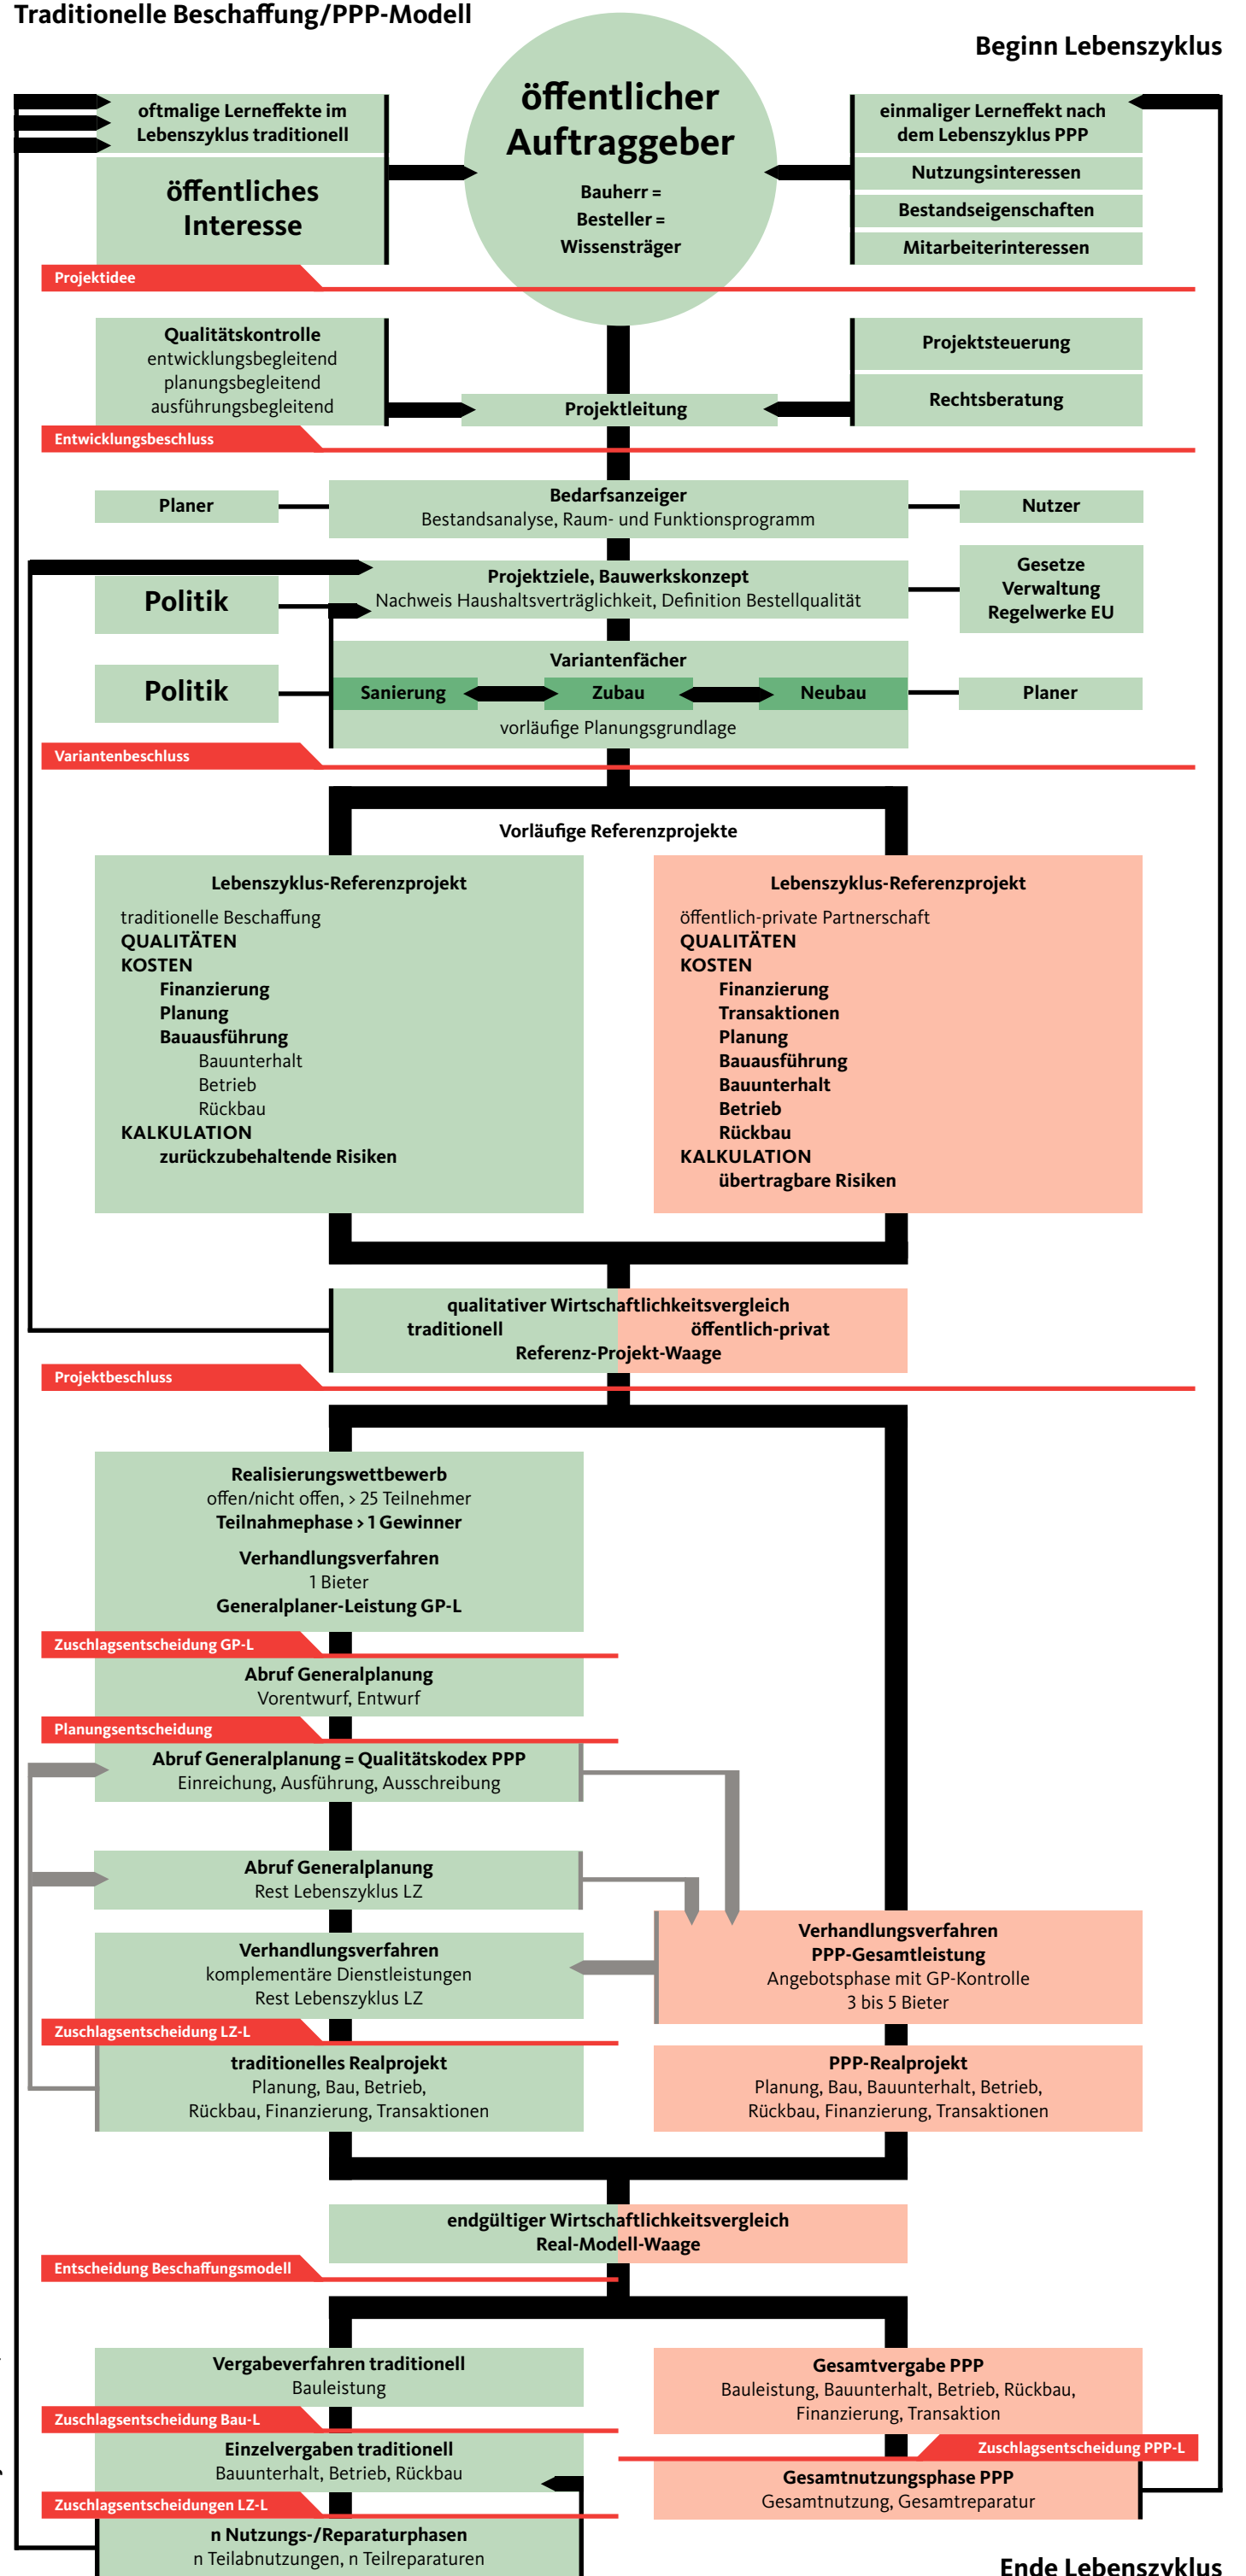 Traditionelle Beschaffung/PPP-Modell
Beginn Lebenszyklus
öffentlicher
Auftraggeber
Bauherr =
Besteller =
Wissensträger
oftmalige Lerneffekte im
Lebenszyklus traditionell
öffentliches
Interesse
einmaliger Lerneffekt nach
dem Lebenszyklus PPP
Nutzungsinteressen
Bestandseigenschaften
Mitarbeiterinteressen
Projektidee
Qualitätskontrolle
entwicklungsbegleitend
planungsbegleitend
ausführungsbegleitend
Projektleitung
Projektsteuerung
Rechtsberatung
Entwicklungsbeschluss
Planer
Bedarfsanzeiger
Bestandsanalyse, Raum- und Funktionsprogramm
Nutzer
Politik
Projektziele, Bauwerkskonzept
Nachweis Haushaltsverträglichkeit, Definition Bestellqualität
Gesetze
Verwaltung
Regelwerke EU
Politik
Variantenfächer
Sanierung
Zubau
Neubau
vorläufige Planungsgrundlage
Planer
Variantenbeschluss
Vorläufige Referenzprojekte
Lebenszyklus-Referenzprojekt
traditionelle Beschaffung
QUALITÄTEN
KOSTEN
Finanzierung
Planung
Bauausführung
Bauunterhalt
Betrieb
Rückbau
KALKULATION
zurückzubehaltende Risiken
Lebenszyklus-Referenzprojekt
öffentlich-private Partnerschaft
QUALITÄTEN
KOSTEN
Finanzierung
Transaktionen
Planung
Bauausführung
Bauunterhalt
Betrieb
Rückbau
KALKULATION
übertragbare Risiken
qualitativer Wirtschaftlichkeitsvergleich
traditionell öffentlich-privat
Referenz-Projekt-Waage
Projektbeschluss
Realisierungswettbewerb
offen/nicht offen, > 25 Teilnehmer
Teilnahmephase > 1 Gewinner
Verhandlungsverfahren
1 Bieter
Generalplaner-Leistung GP-L
Zuschlagsentscheidung GP-L
Abruf Generalplanung
Vorentwurf, Entwurf
Planungsentscheidung
Abruf Generalplanung = Qualitätskodex PPP
Einreichung, Ausführung, Ausschreibung
Abruf Generalplanung
Rest Lebenszyklus LZ
Verhandlungsverfahren
komplementäre Dienstleistungen
Rest Lebenszyklus LZ
Verhandlungsverfahren
PPP-Gesamtleistung
Angebotsphase mit GP-Kontrolle
3 bis 5 Bieter
Zuschlagsentscheidung LZ-L
traditionelles Realprojekt
Planung, Bau, Betrieb,
Rückbau, Finanzierung, Transaktionen
PPP-Realprojekt
Planung, Bau, Bauunterhalt, Betrieb,
Rückbau, Finanzierung, Transaktionen
endgültiger Wirtschaftlichkeitsvergleich
Real-Modell-Waage
Entscheidung Beschaffungsmodell
Vergabeverfahren traditionell
Bauleistung
Gesamtvergabe PPP
Bauleistung, Bauunterhalt, Betrieb, Rückbau,
Finanzierung, Transaktion
Zuschlagsentscheidung Bau-L
Zuschlagsentscheidung PPP-L
Einzelvergaben traditionell
Bauunterhalt, Betrieb, Rückbau
Gesamtnutzungsphase PPP
Gesamtnutzung, Gesamtreparatur
Zuschlagsentscheidungen LZ-L
n Nutzungs-/Reparaturphasen
n Teilabnutzungen, n Teilreparaturen
Ende Lebenszyklus